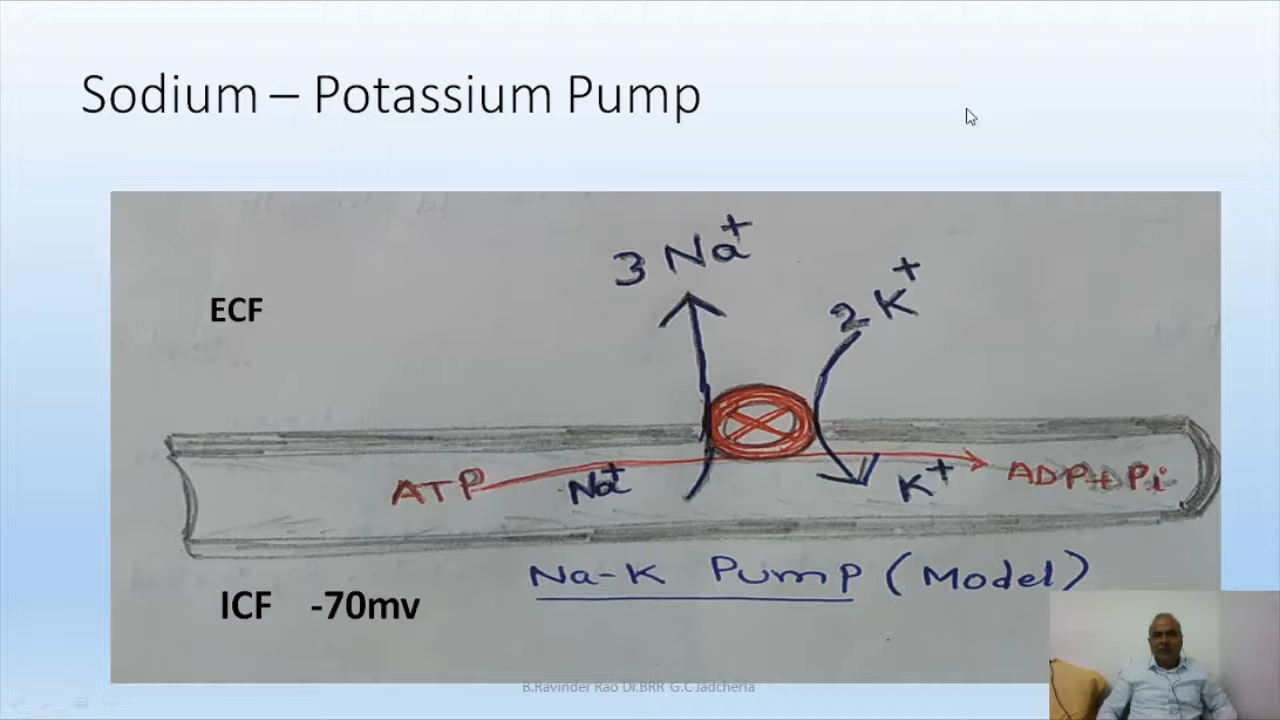 Sodium – Potassium Pump
3 Na+
2 K+
ECF
ATP
Na+
K+
ADP + Pi
Na-K Pump (Model)
ICF -70mv
B.Ravinder Rao Dr.BRR G.C Jadcherla